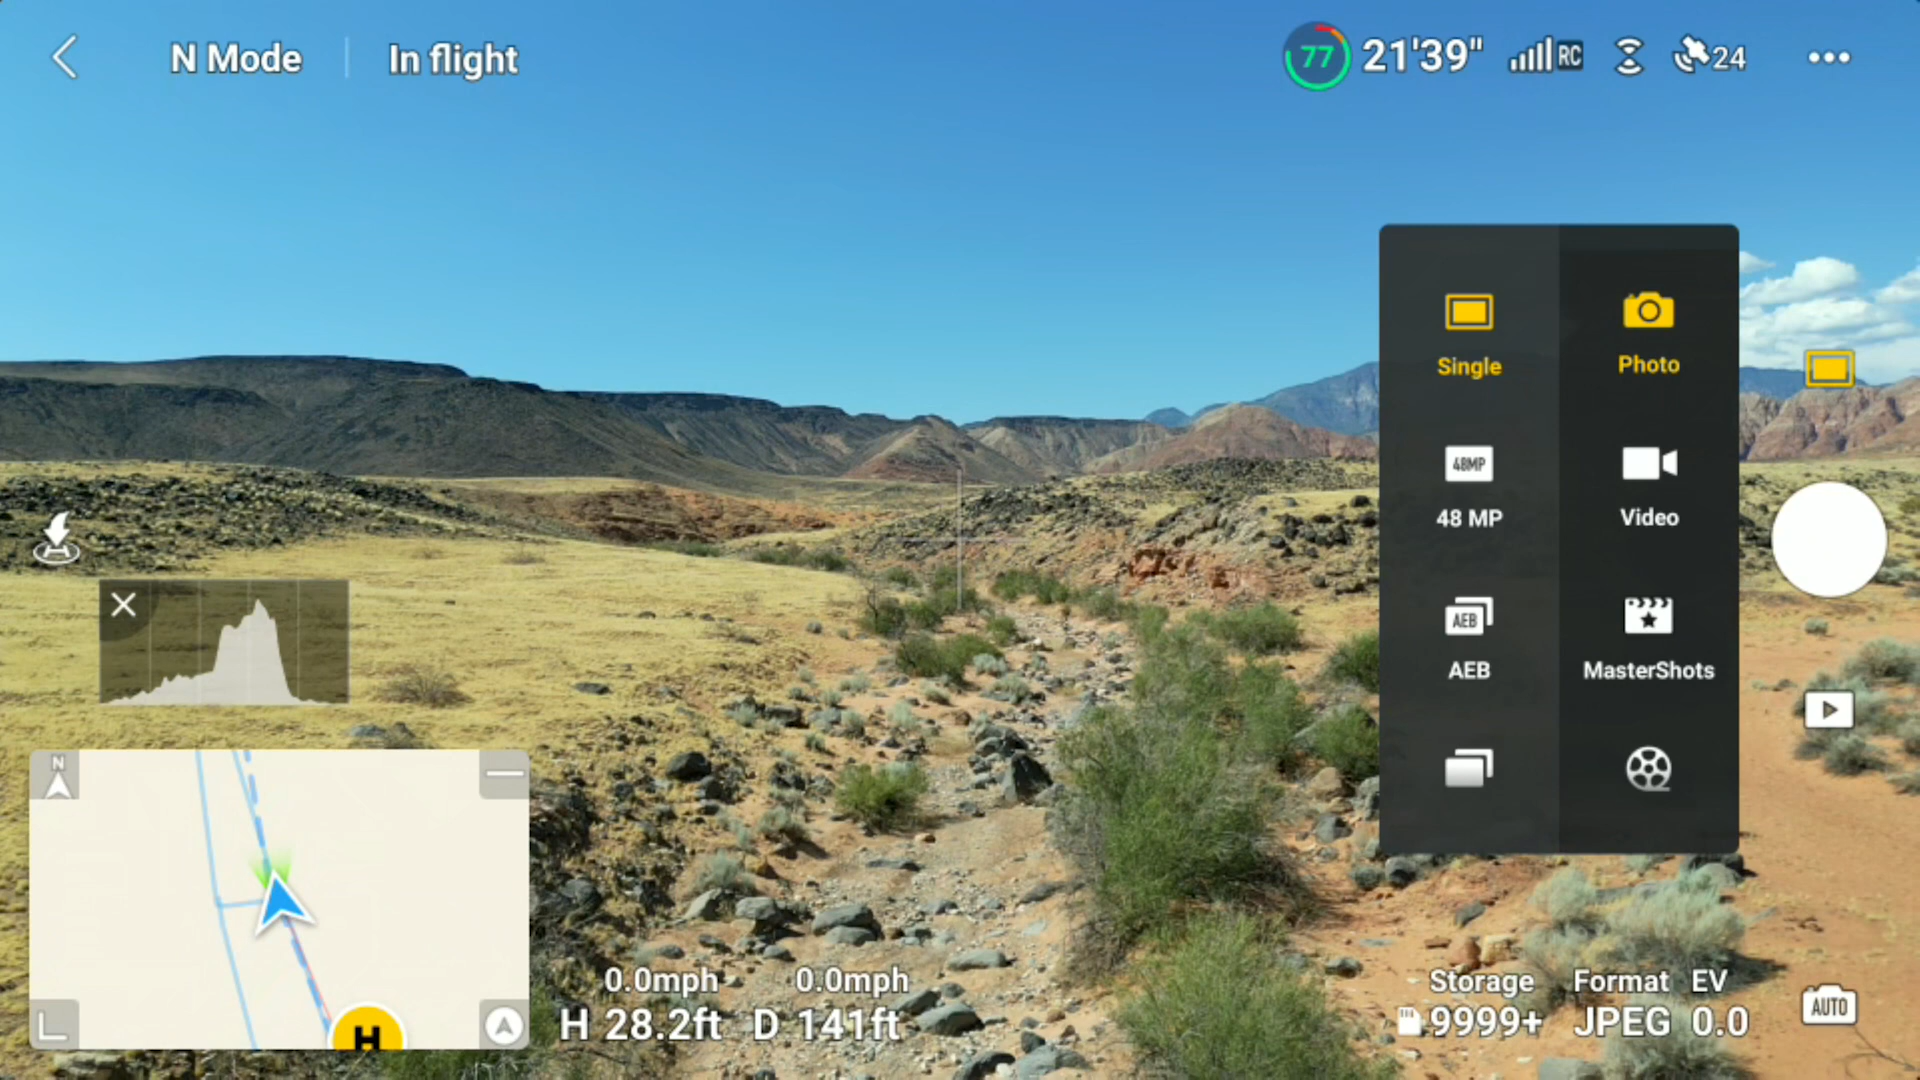 N Mode
In flight
77
21'39"
RC
24
Single
Photo
48MP
48 MP
Video
AEB
AEB
MasterShots
N
H
0.0mph
0.0mph
H 28.2ft D 141ft
Storage Format EV
9999+ JPEG 0.0
AUTO